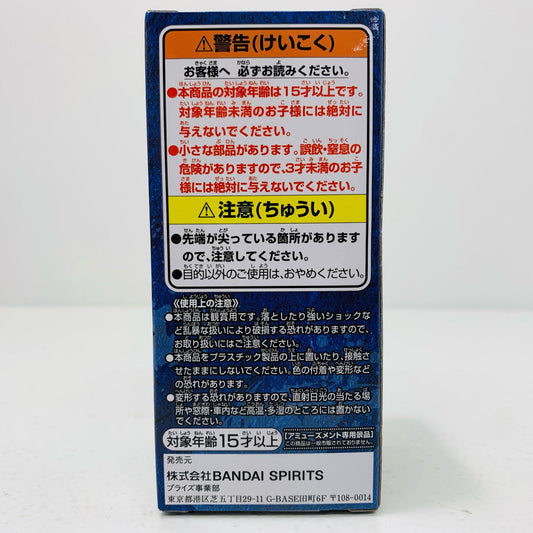 ⚠警告(けいこく)
お客様へ 必ずお読みください。
●本商品の対象年齢は15才以上です。
対象年齢未満のお子様には絶対に
与えないでください。
●小さな部品があります。誤飲・窒息の
危険がありますので、3才未満のお子
様には絶対に与えないでください。
⚠注意(ちゅうい)
●先端が尖っている箇所があります
ので、注意してください。
●目的以外のご使用は、おやめください。
《使用上の注意》
●本商品は観賞用です。落としたり強いショックな
ど乱暴な扱いにより破損する恐れがありますので、
お取り扱いにはご注意ください。
●本商品をプラスチック製品の上に置いたり、接触さ
せたままにしないでください。色の付着や変形など
の恐れがあります。
●変形する恐れがありますので、直射日光の当たる場
所や窓際・車内など高温・多湿のところには置かない
でください。
対象年齢15才以上
【アミューズメント専用景品】
この商品は一般市販されていません。
発売元
株式会社BANDAI SPIRITS
プライズ事業部
東京都港区芝五丁目29-11 G-BASE田町6F 〒108-0014